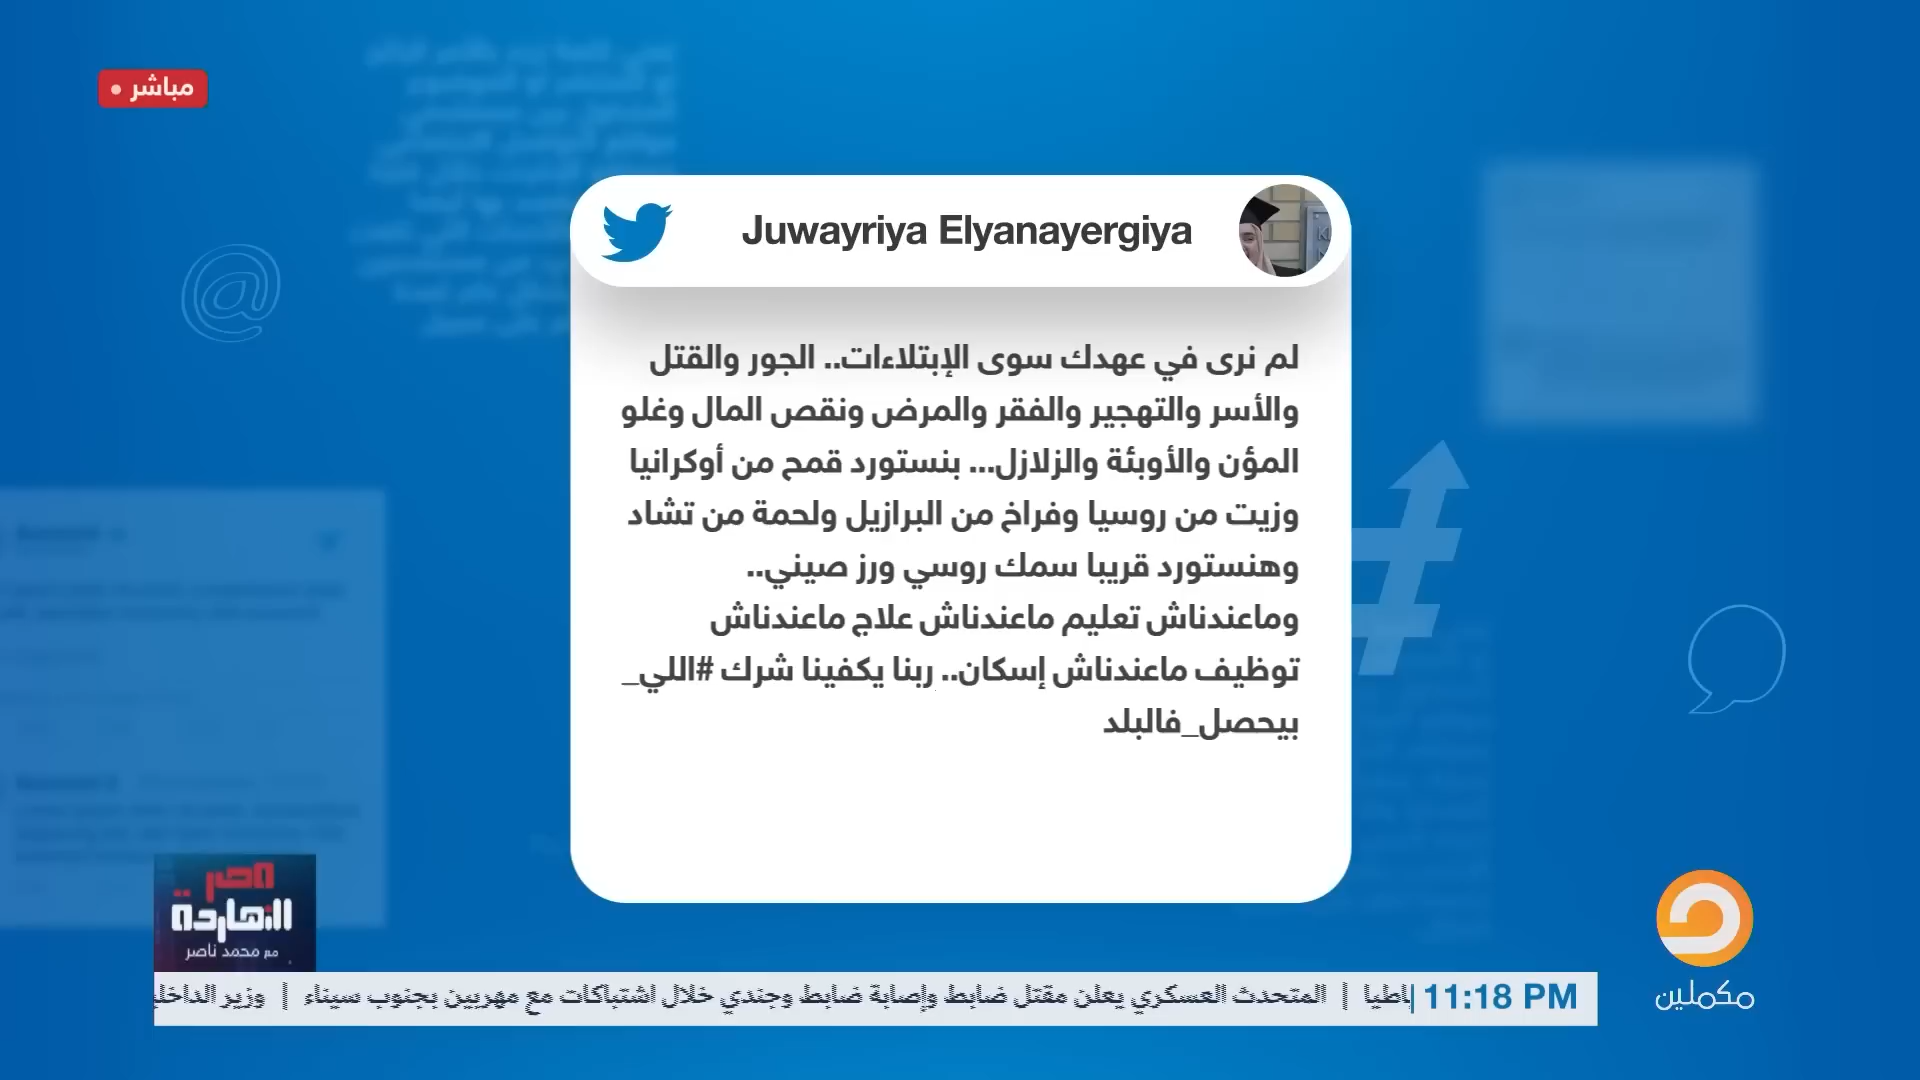 مباشر
Juwayriya Elyanayergiya
لم نرى في عهدك سوى الإبتلاءات.. الجور والقتل
والأسر والتهجير والفقر والمرض ونقص المال وغلو
المؤن والأوبئة والزلازل... بنستورد قمح من أوكرانيا
وزيت من روسيا وفراخ من البرازيل ولحمة من تشاد
وهنستورد قريبا سمك روسي ورز صيني..
وماعندناش تعليم ماعندناش علاج ماعندناش
توظيف ماعندناش إسكان.. ربنا يكفينا شرك #اللي_
بيحصل_فالبلد
مصر
النهاردة
مع محمد ناصر
11:18 PM
باطيا | المتحدث العسكري يعلن مقتل ضابط وإصابة ضابط وجندي خلال اشتباكات مع مهربين بجنوب سيناء | وزير
مكملين